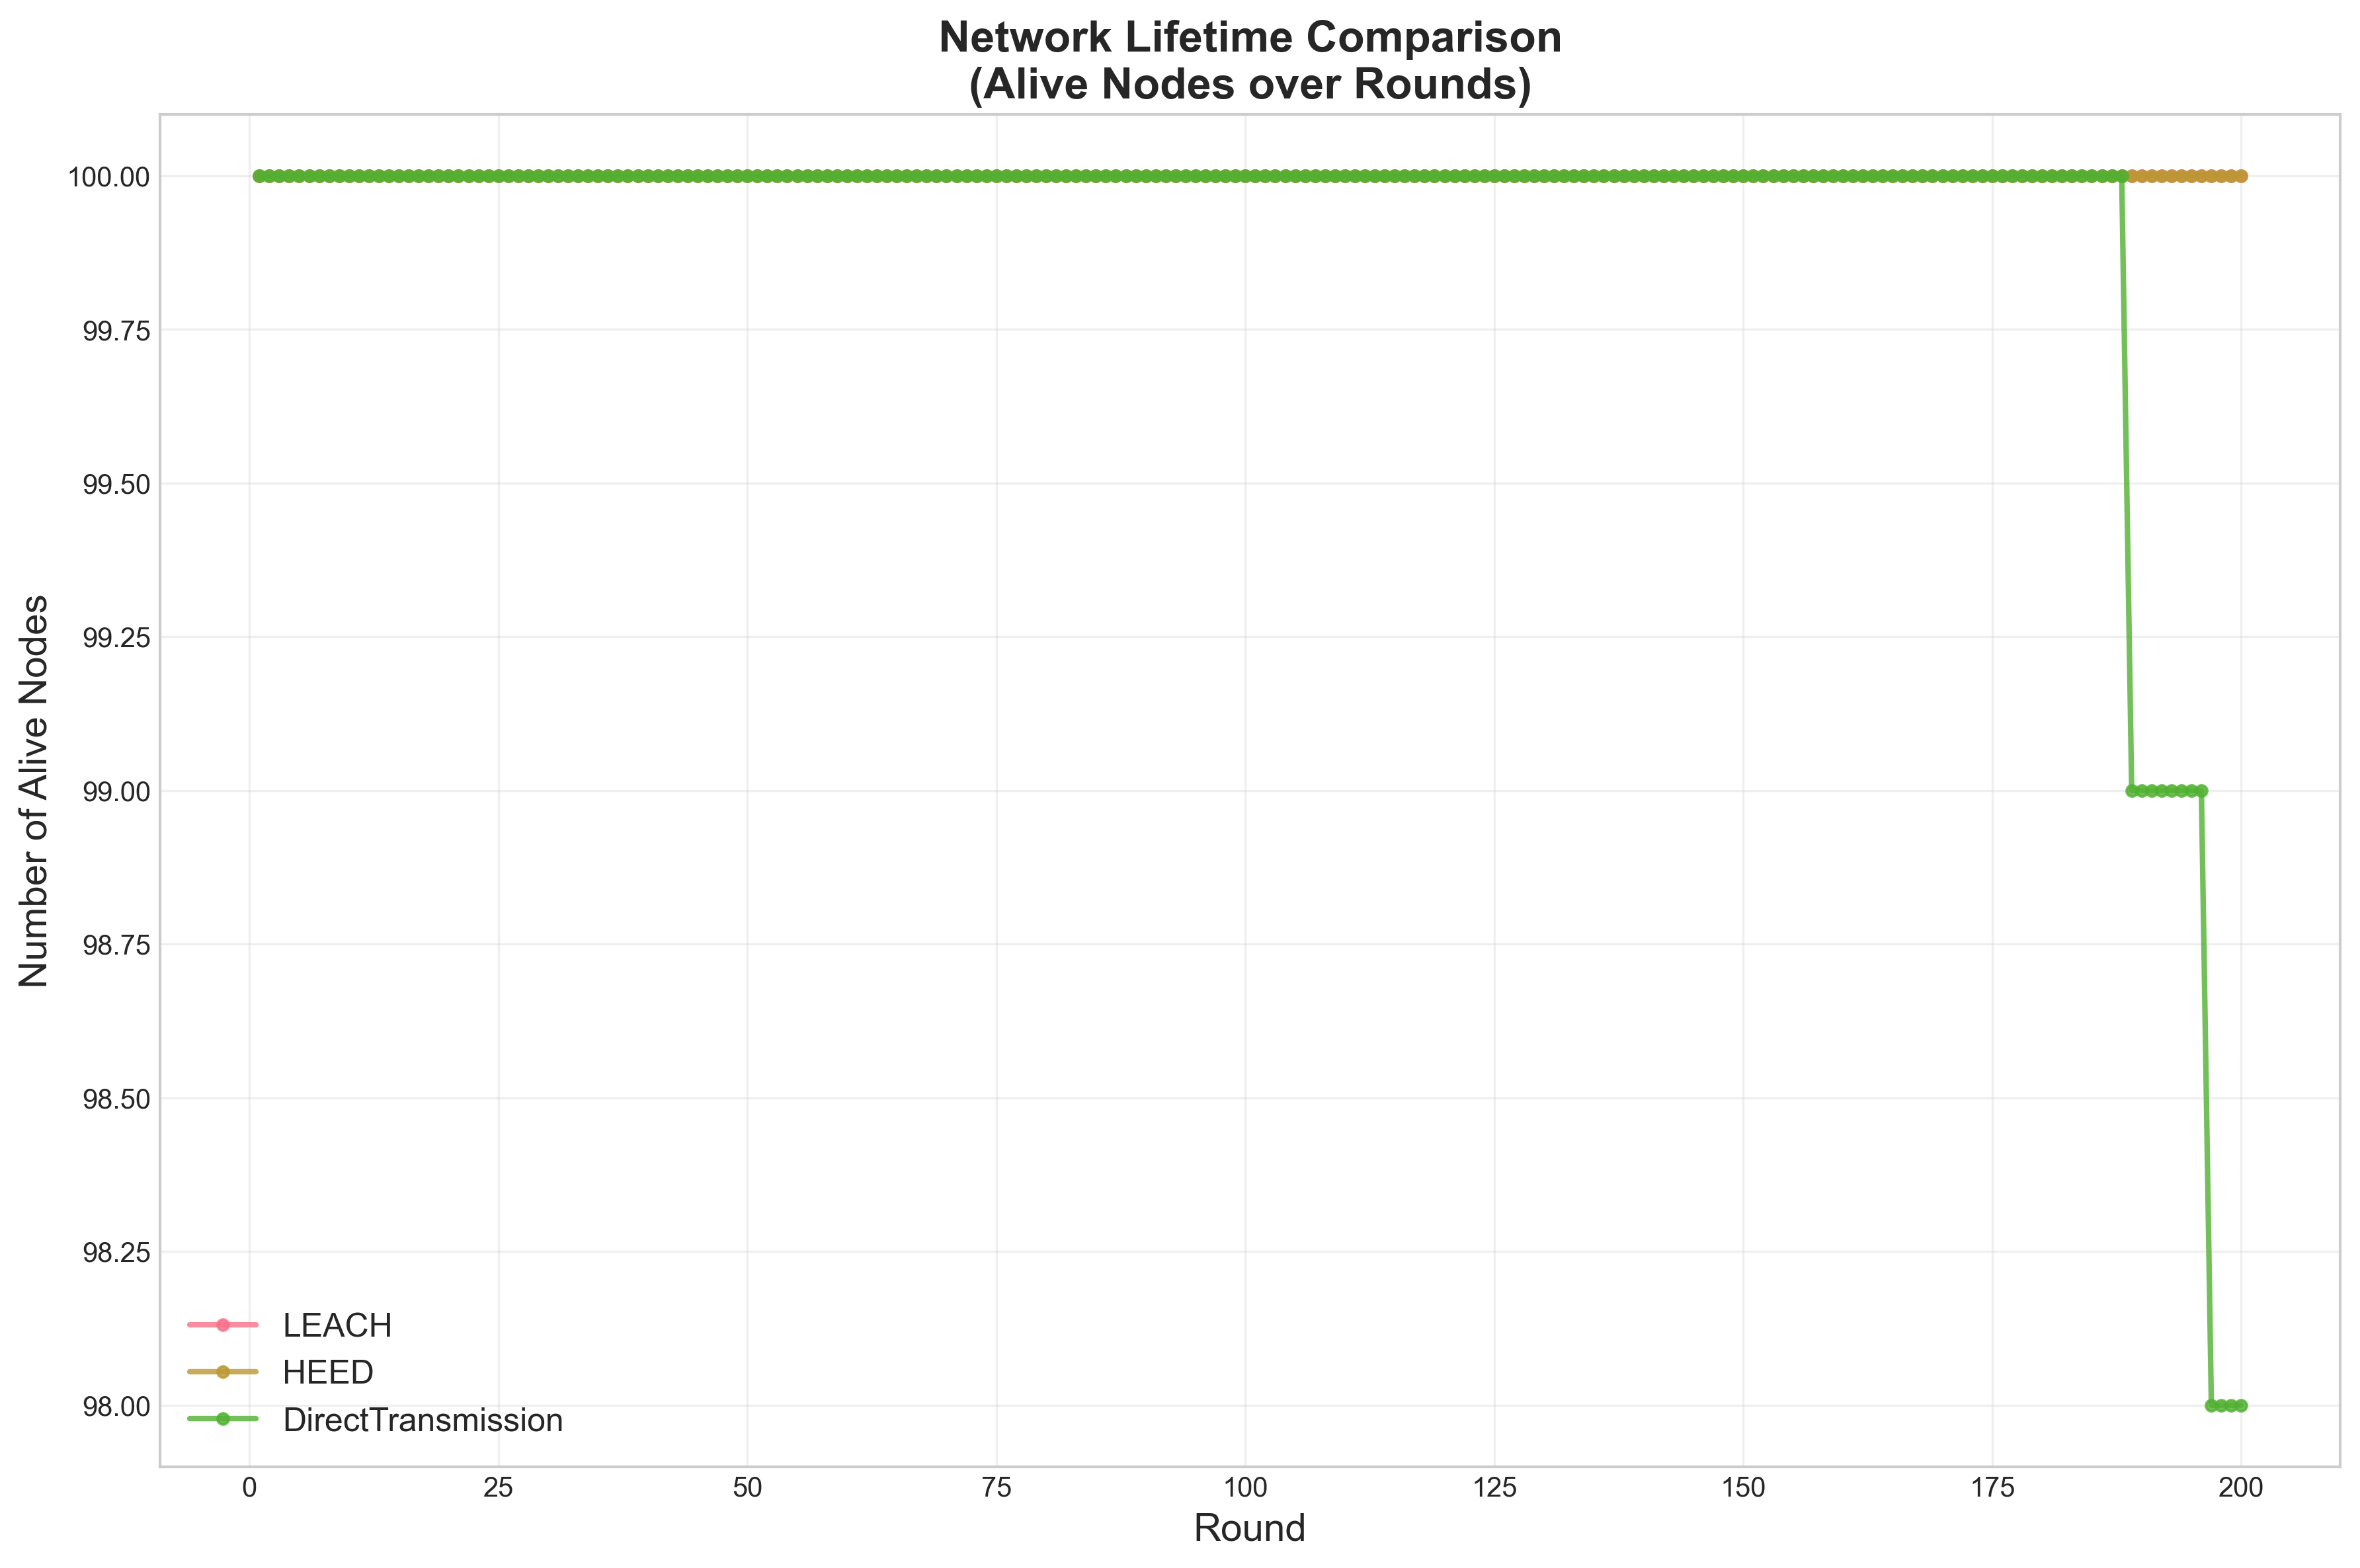 Network Lifetime Comparison
(Alive Nodes over Rounds)
Number of Alive Nodes
100.00
99.75
99.50
99.25
99.00
98.75
98.50
98.25
98.00
LEACH
HEED
DirectTransmission
0 25 50 75 100 125 150 175 200
Round